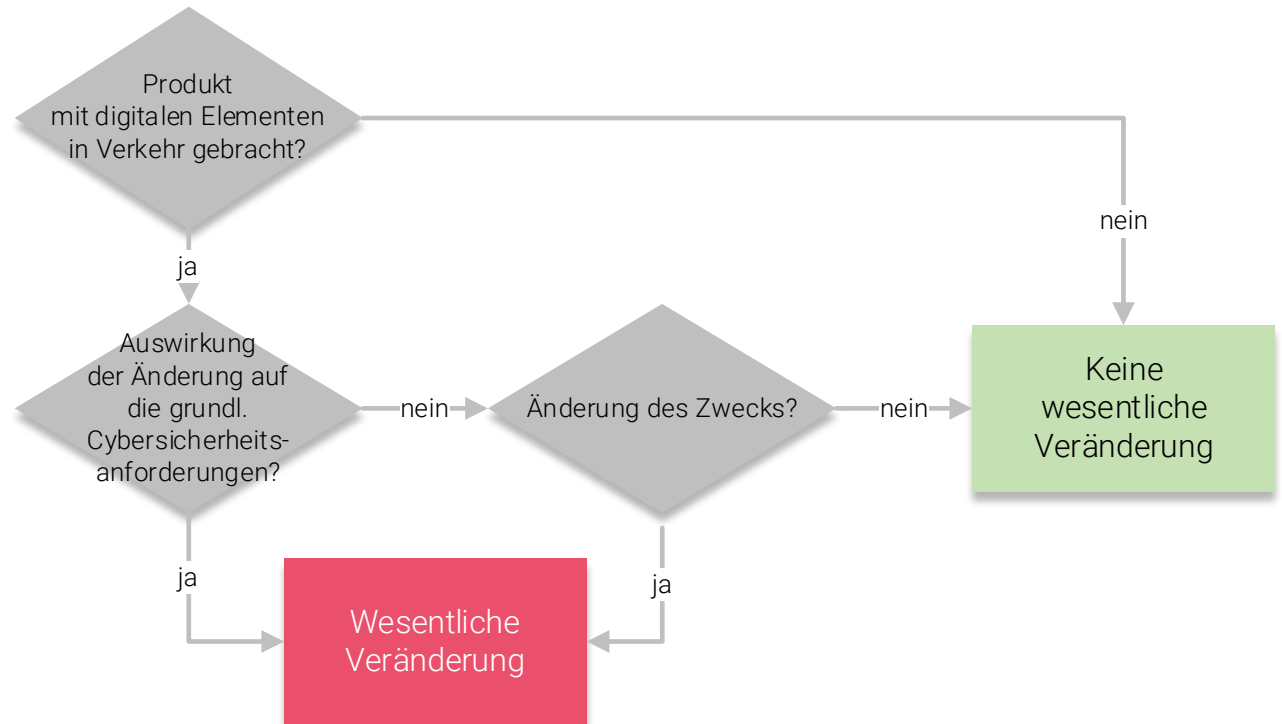 Produkt
mit digitalen Elementen
in Verkehr gebracht?
nein
ja
Auswirkung
der Änderung auf
die grundl.
Cybersicherheits-
anforderungen?
nein
Änderung des Zwecks?
nein
Keine
wesentliche
Veränderung
ja
Wesentliche
Veränderung
ja